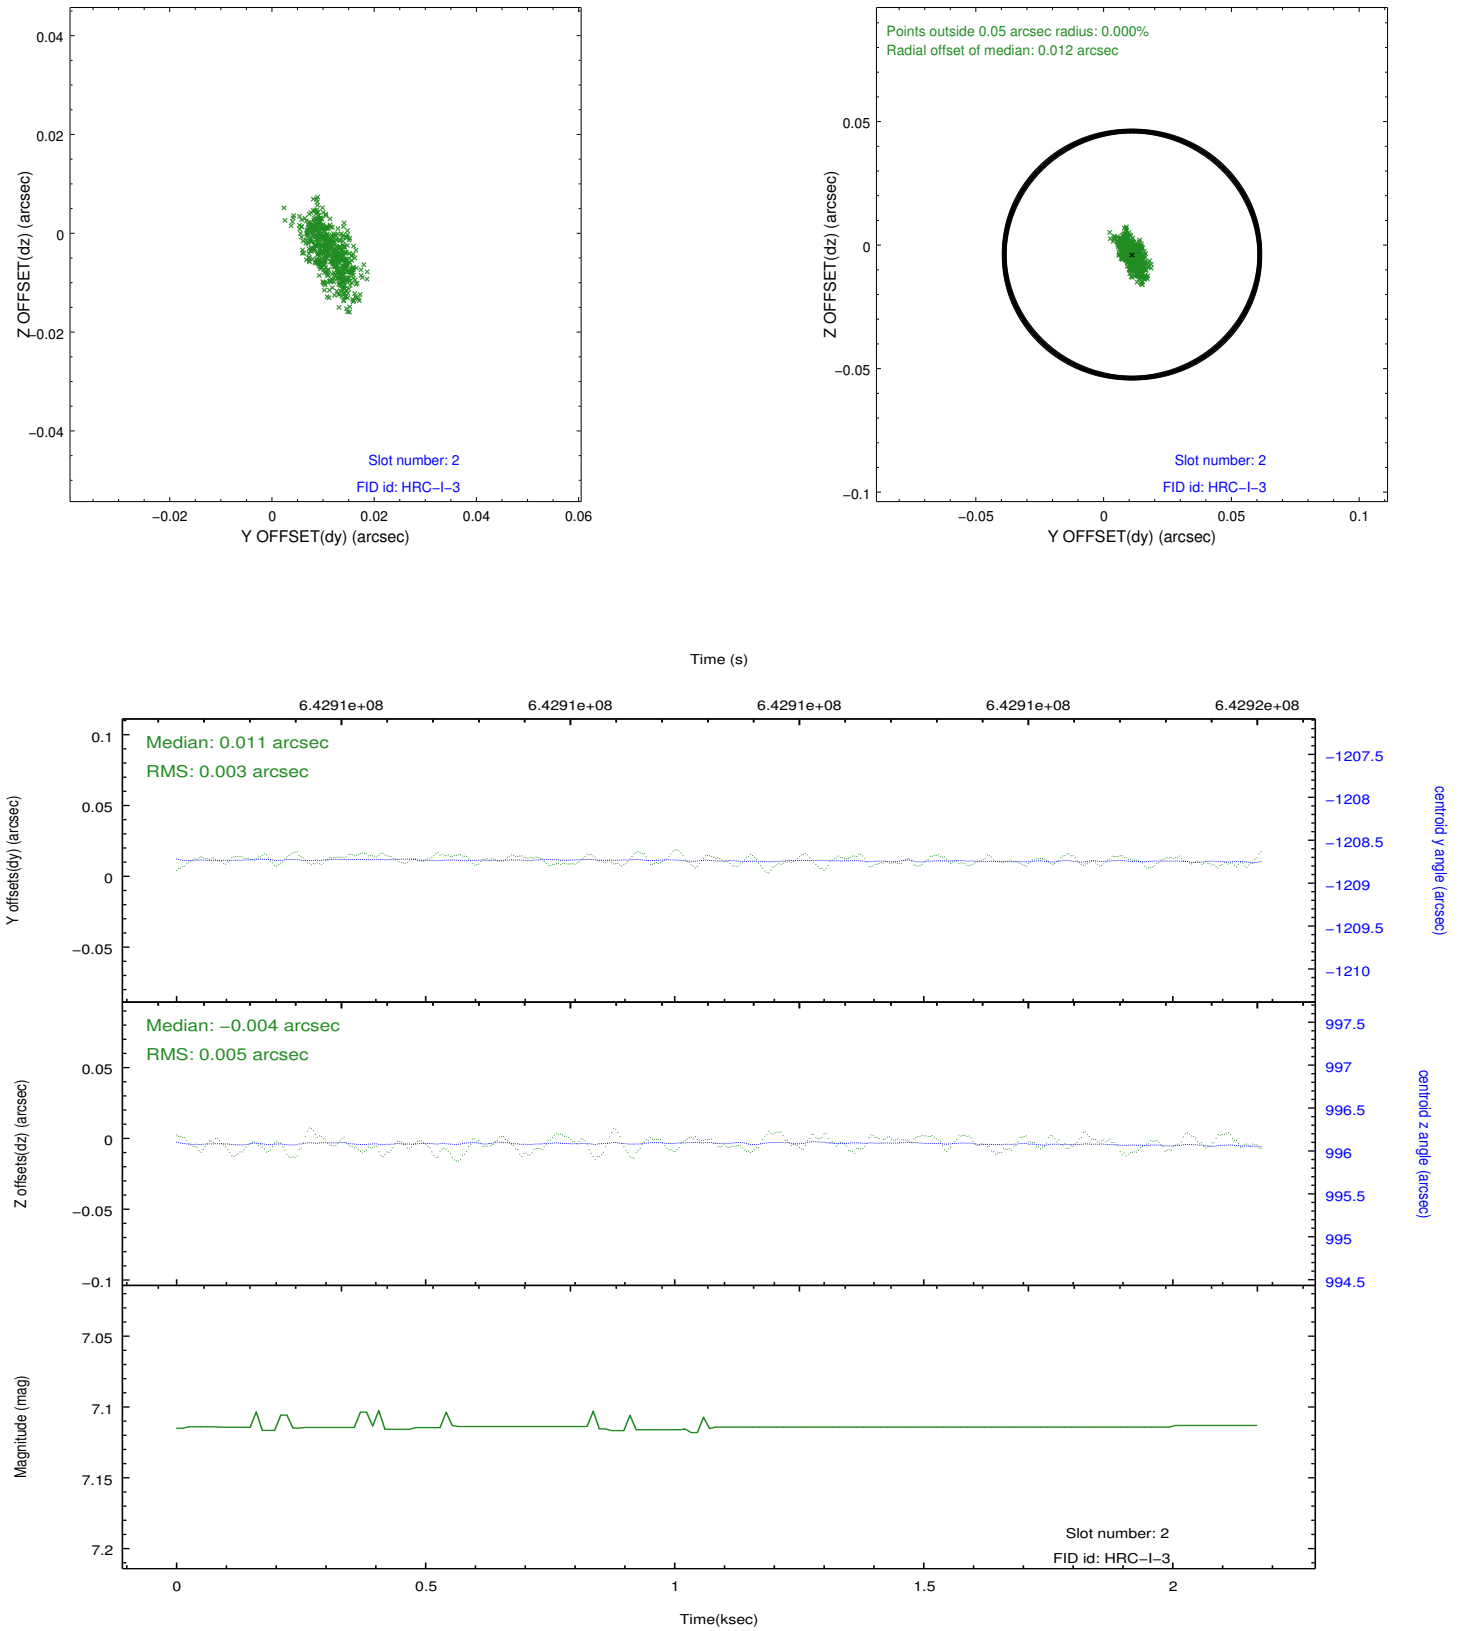 0.04
0.02
0
−0.02
−0.04
Z OFFSET(dz) (arcsec)
−0.02
0
0.02
0.04
0.06
Y OFFSET(dy) (arcsec)
Slot number: 2
FID id: HRC−I−3
Points outside 0.05 arcsec radius: 0.000%
Radial offset of median: 0.012 arcsec
0.05
0
−0.05
−0.1
Z OFFSET(dz) (arcsec)
−0.05
0
0.05
0.1
Y OFFSET(dy) (arcsec)
Slot number: 2
FID id: HRC−I−3
Time (s)
6.4291e+08
6.4291e+08
6.4291e+08
6.4291e+08
6.4292e+08
Median: 0.011 arcsec
RMS: 0.003 arcsec
0.1
0.05
0
−0.05
Y offsets(dy) (arcsec)
−1207.5
−1208
−1208.5
−1209
−1209.5
−1210
centroid y angle (arcsec)
Median: −0.004 arcsec
RMS: 0.005 arcsec
0.05
0
−0.05
−0.1
Z offsets(dz) (arcsec)
997.5
997
996.5
996
995.5
995
994.5
centroid z angle (arcsec)
7.05
7.1
7.15
7.2
Magnitude (mag)
Slot number: 2
FID id: HRC−I−3
0
0.5
1
1.5
2
Time(ksec)